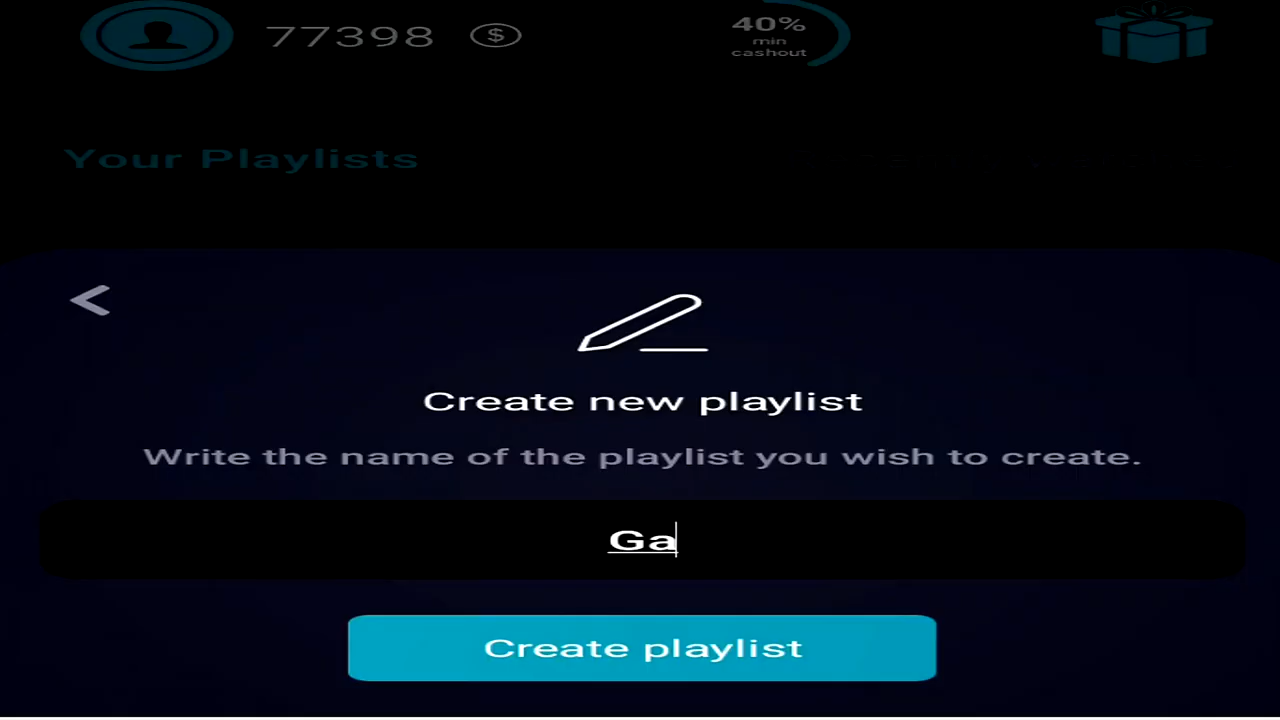 77398 $
40%
min
cashout
Your Playlists
Create new playlist
Write the name of the playlist you wish to create.
Ga
Create playlist